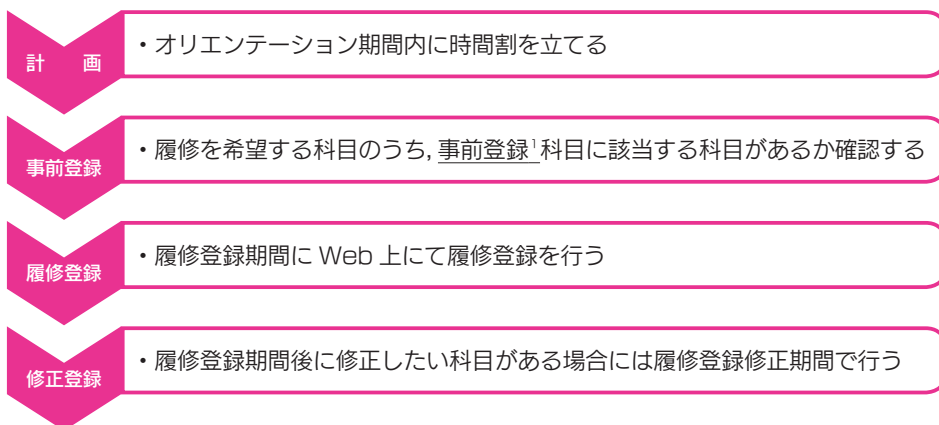 計　画
・オリエンテーション期間内に時間割を立てる
事前登録
・履修を希望する科目のうち，事前登録¹科目に該当する科目があるか確認する
履修登録
・履修登録期間に Web 上にて履修登録を行う
修正登録
・履修登録期間後に修正したい科目がある場合には履修登録修正期間で行う